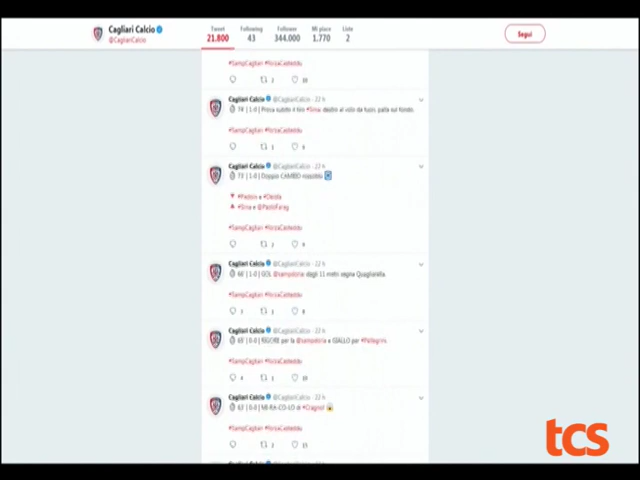 Cagliari Calcio
@CagliariCalcio
Tweet
21.800
Following
43
Follower
344.000
Mi piace
1.770
Liste
2
Segui
#SampCagliari #ForzaCasteddu
Cagliari Calcio @CagliariCalcio · 22 h
74' | 1-0 | Prova subito il tiro #Sau: destro al volo da fuori, palla sul fondo.
#SampCagliari #ForzaCasteddu
Cagliari Calcio @CagliariCalcio · 22 h
73' | 1-0 | Doppio CAMBIO rossoblù
#SampCagliari #ForzaCasteddu
Cagliari Calcio @CagliariCalcio · 22 h
66' | 1-0 | GOL @sampdoria: dagli 11 metri segna Quagliarella.
#SampCagliari #ForzaCasteddu
Cagliari Calcio @CagliariCalcio · 22 h
65' | 0-0 | RIGORE per la @sampdoria e GIALLO per #Pellegrini.
#SampCagliari #ForzaCasteddu
Cagliari Calcio @CagliariCalcio · 22 h
63' | 0-0 | MI-RA-CO-LO di #Cragno!
#SampCagliari #ForzaCasteddu
tcs